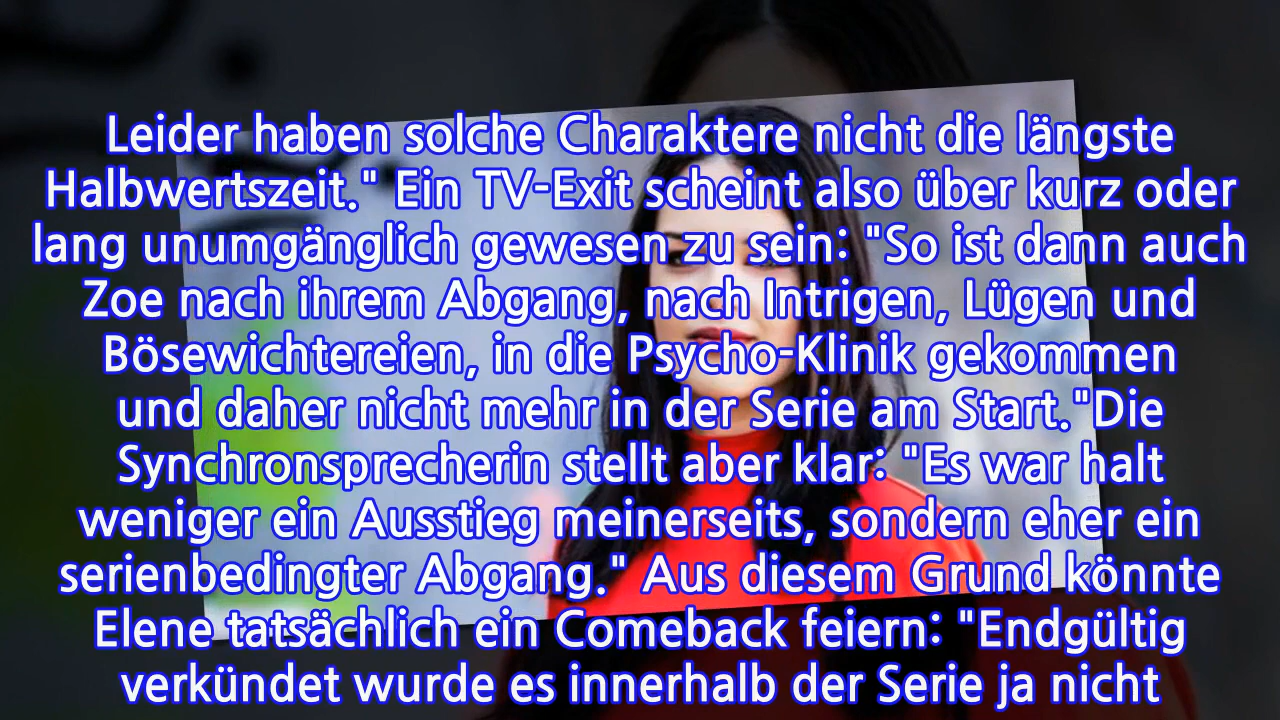 Leider haben solche Charaktere nicht die längste
Halbwertszeit." Ein TV-Exit scheint also über kurz oder
lang unumgänglich gewesen zu sein: "So ist dann auch
Zoe nach ihrem Abgang, nach Intrigen, Lügen und
Bösewichtereien, in die Psycho-Klinik gekommen
und daher nicht mehr in der Serie am Start."Die
Synchronsprecherin stellt aber klar: "Es war halt
weniger ein Ausstieg meinerseits, sondern eher ein
serienbedingter Abgang." Aus diesem Grund könnte
Elene tatsächlich ein Comeback feiern: "Endgültig
verkündet wurde es innerhalb der Serie ja nicht